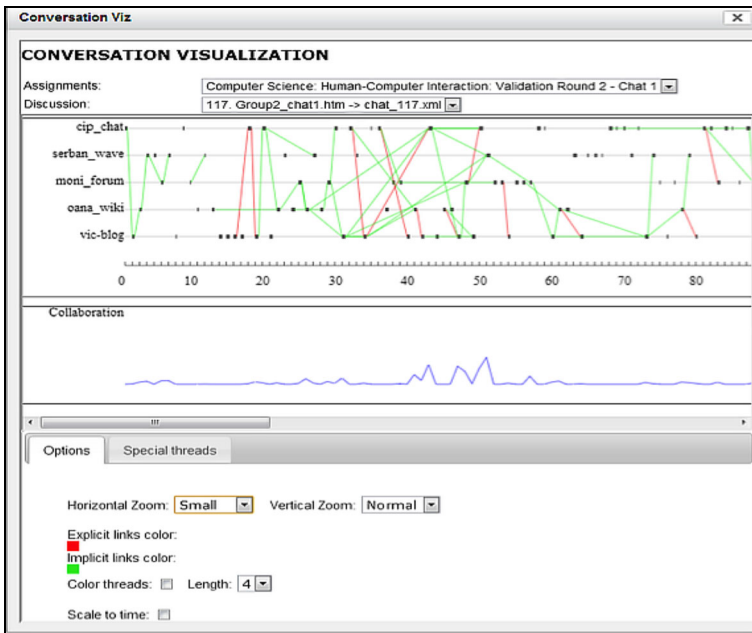 Conversation Viz
CONVERSATION VISUALIZATION
Assignments: Computer Science: Human-Computer Interaction: Validation Round 2 - Chat 1
Discussion: 117. Group2_chat1.htm -> chat_117.xml
cip_chat
serban_wave
moni_forum
oana_wiki
vic-blog
0 10 20 30 40 50 60 70 80
Collaboration
Options Special threads
Horizontal Zoom: Small Vertical Zoom: Normal
Explicit links color:
Implicit links color:
Color threads: Length: 4
Scale to time: